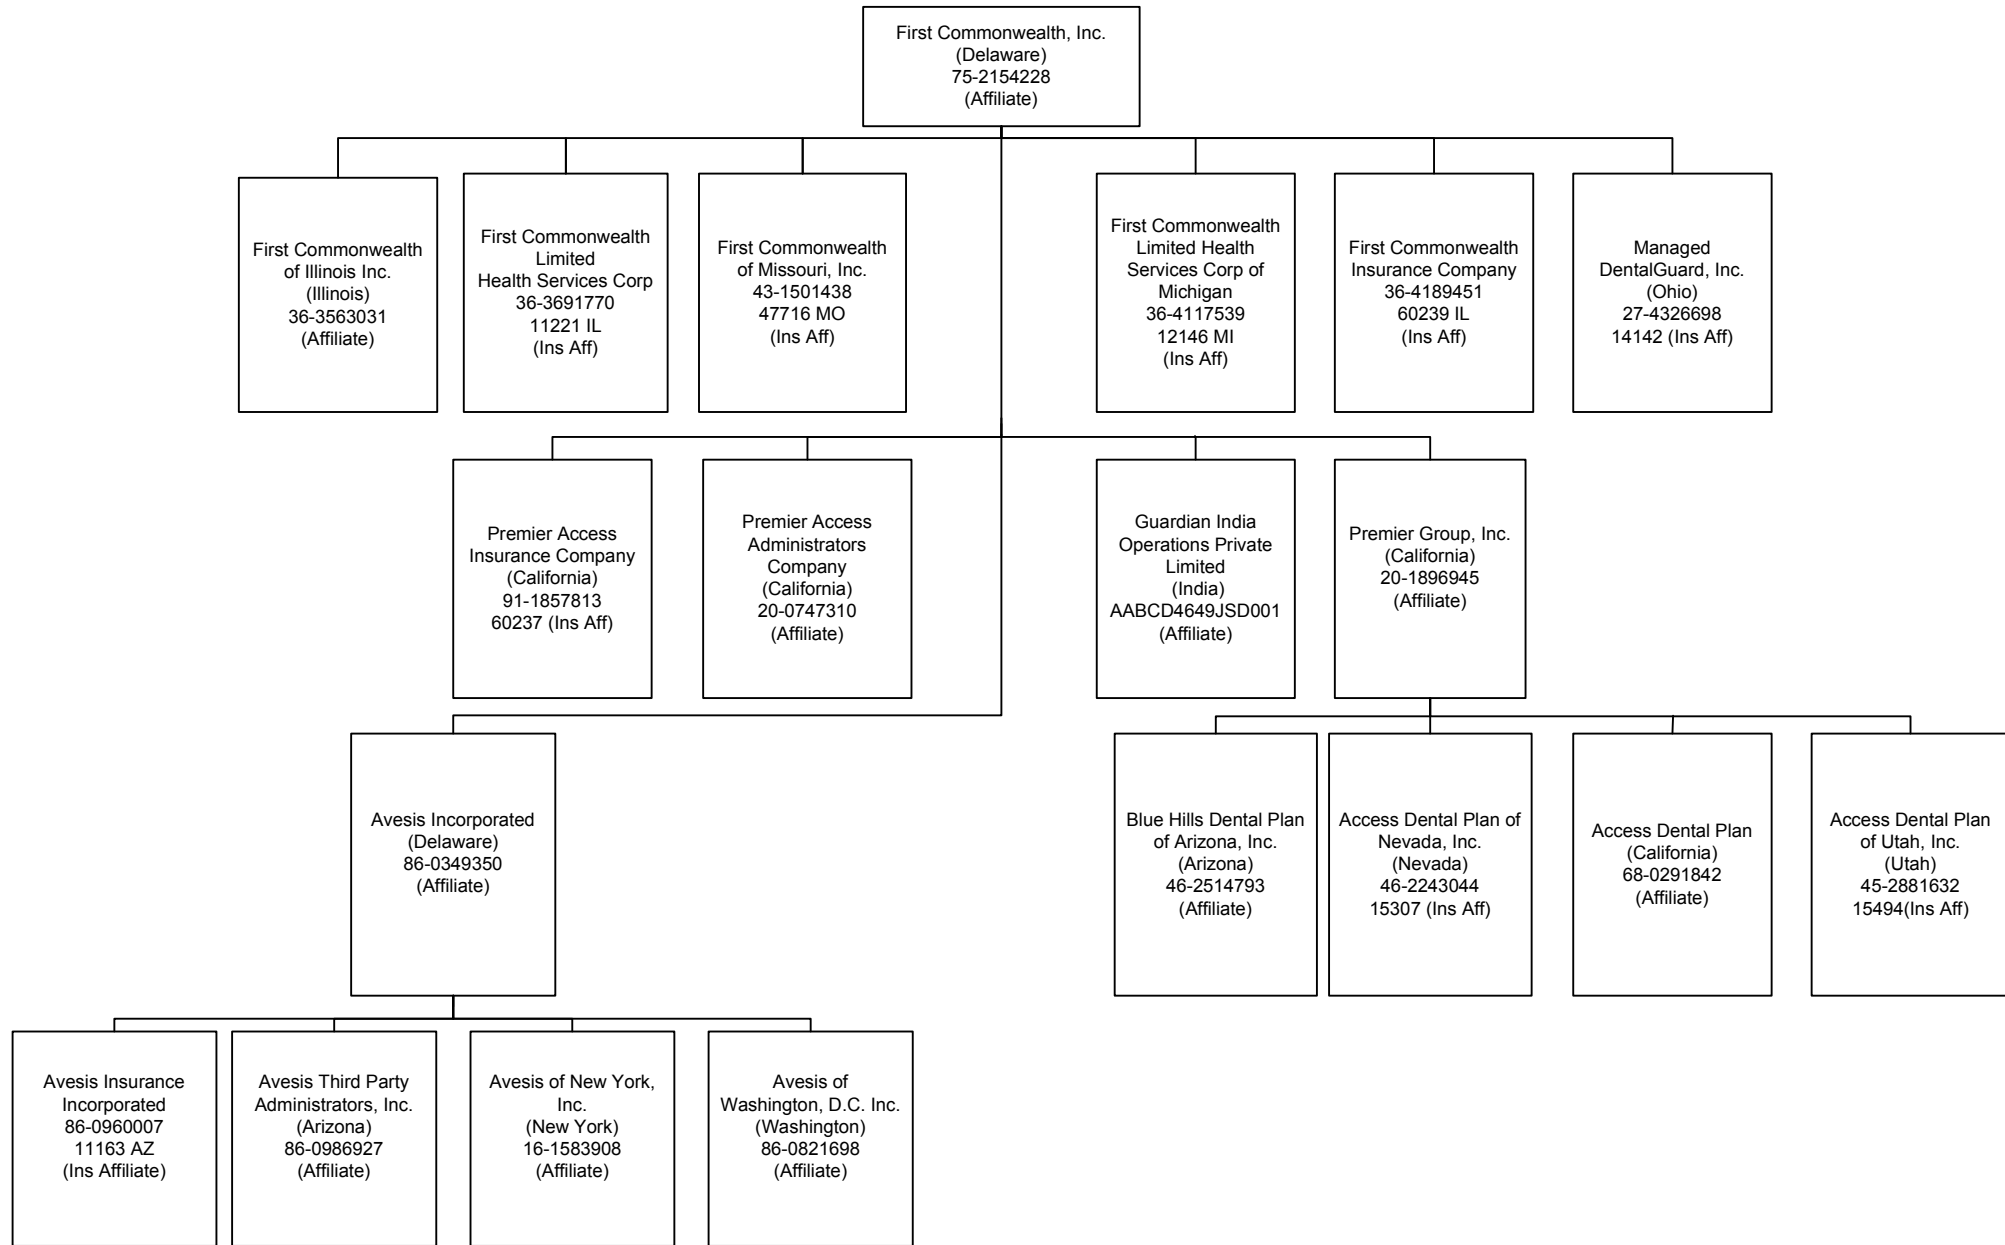 First Commonwealth, Inc.
(Delaware)
75-2154228
(Affiliate)
First Commonwealth
of Illinois Inc.
(Illinois)
36-3563031
(Affiliate)
First Commonwealth
Limited
Health Services Corp
36-3691770
11221 IL
(Ins Aff)
First Commonwealth
of Missouri, Inc.
43-1501438
47716 MO
(Ins Aff)
First Commonwealth
Limited Health
Services Corp of
Michigan
36-4117539
12146 MI
(Ins Aff)
First Commonwealth
Insurance Company
36-4189451
60239 IL
(Ins Aff)
Managed
DentalGuard, Inc.
(Ohio)
27-4326698
14142 (Ins Aff)
Premier Access
Insurance Company
(California)
91-1857813
60237 (Ins Aff)
Premier Access
Administrators
Company
(California)
20-0747310
(Affiliate)
Guardian India
Operations Private
Limited
(India)
AABCD4649JSD001
(Affiliate)
Premier Group, Inc.
(California)
20-1896945
(Affiliate)
Avesis Incorporated
(Delaware)
86-0349350
(Affiliate)
Blue Hills Dental Plan
of Arizona, Inc.
(Arizona)
46-2514793
(Affiliate)
Access Dental Plan of
Nevada, Inc.
(Nevada)
46-2243044
15307 (Ins Aff)
Access Dental Plan
(California)
68-0291842
(Affiliate)
Access Dental Plan
of Utah, Inc.
(Utah)
45-2881632
15494(Ins Aff)
Avesis Insurance
Incorporated
86-0960007
11163 AZ
(Ins Affiliate)
Avesis Third Party
Administrators, Inc.
(Arizona)
86-0986927
(Affiliate)
Avesis of New York,
Inc.
(New York)
16-1583908
(Affiliate)
Avesis of
Washington, D.C. Inc.
(Washington)
86-0821698
(Affiliate)